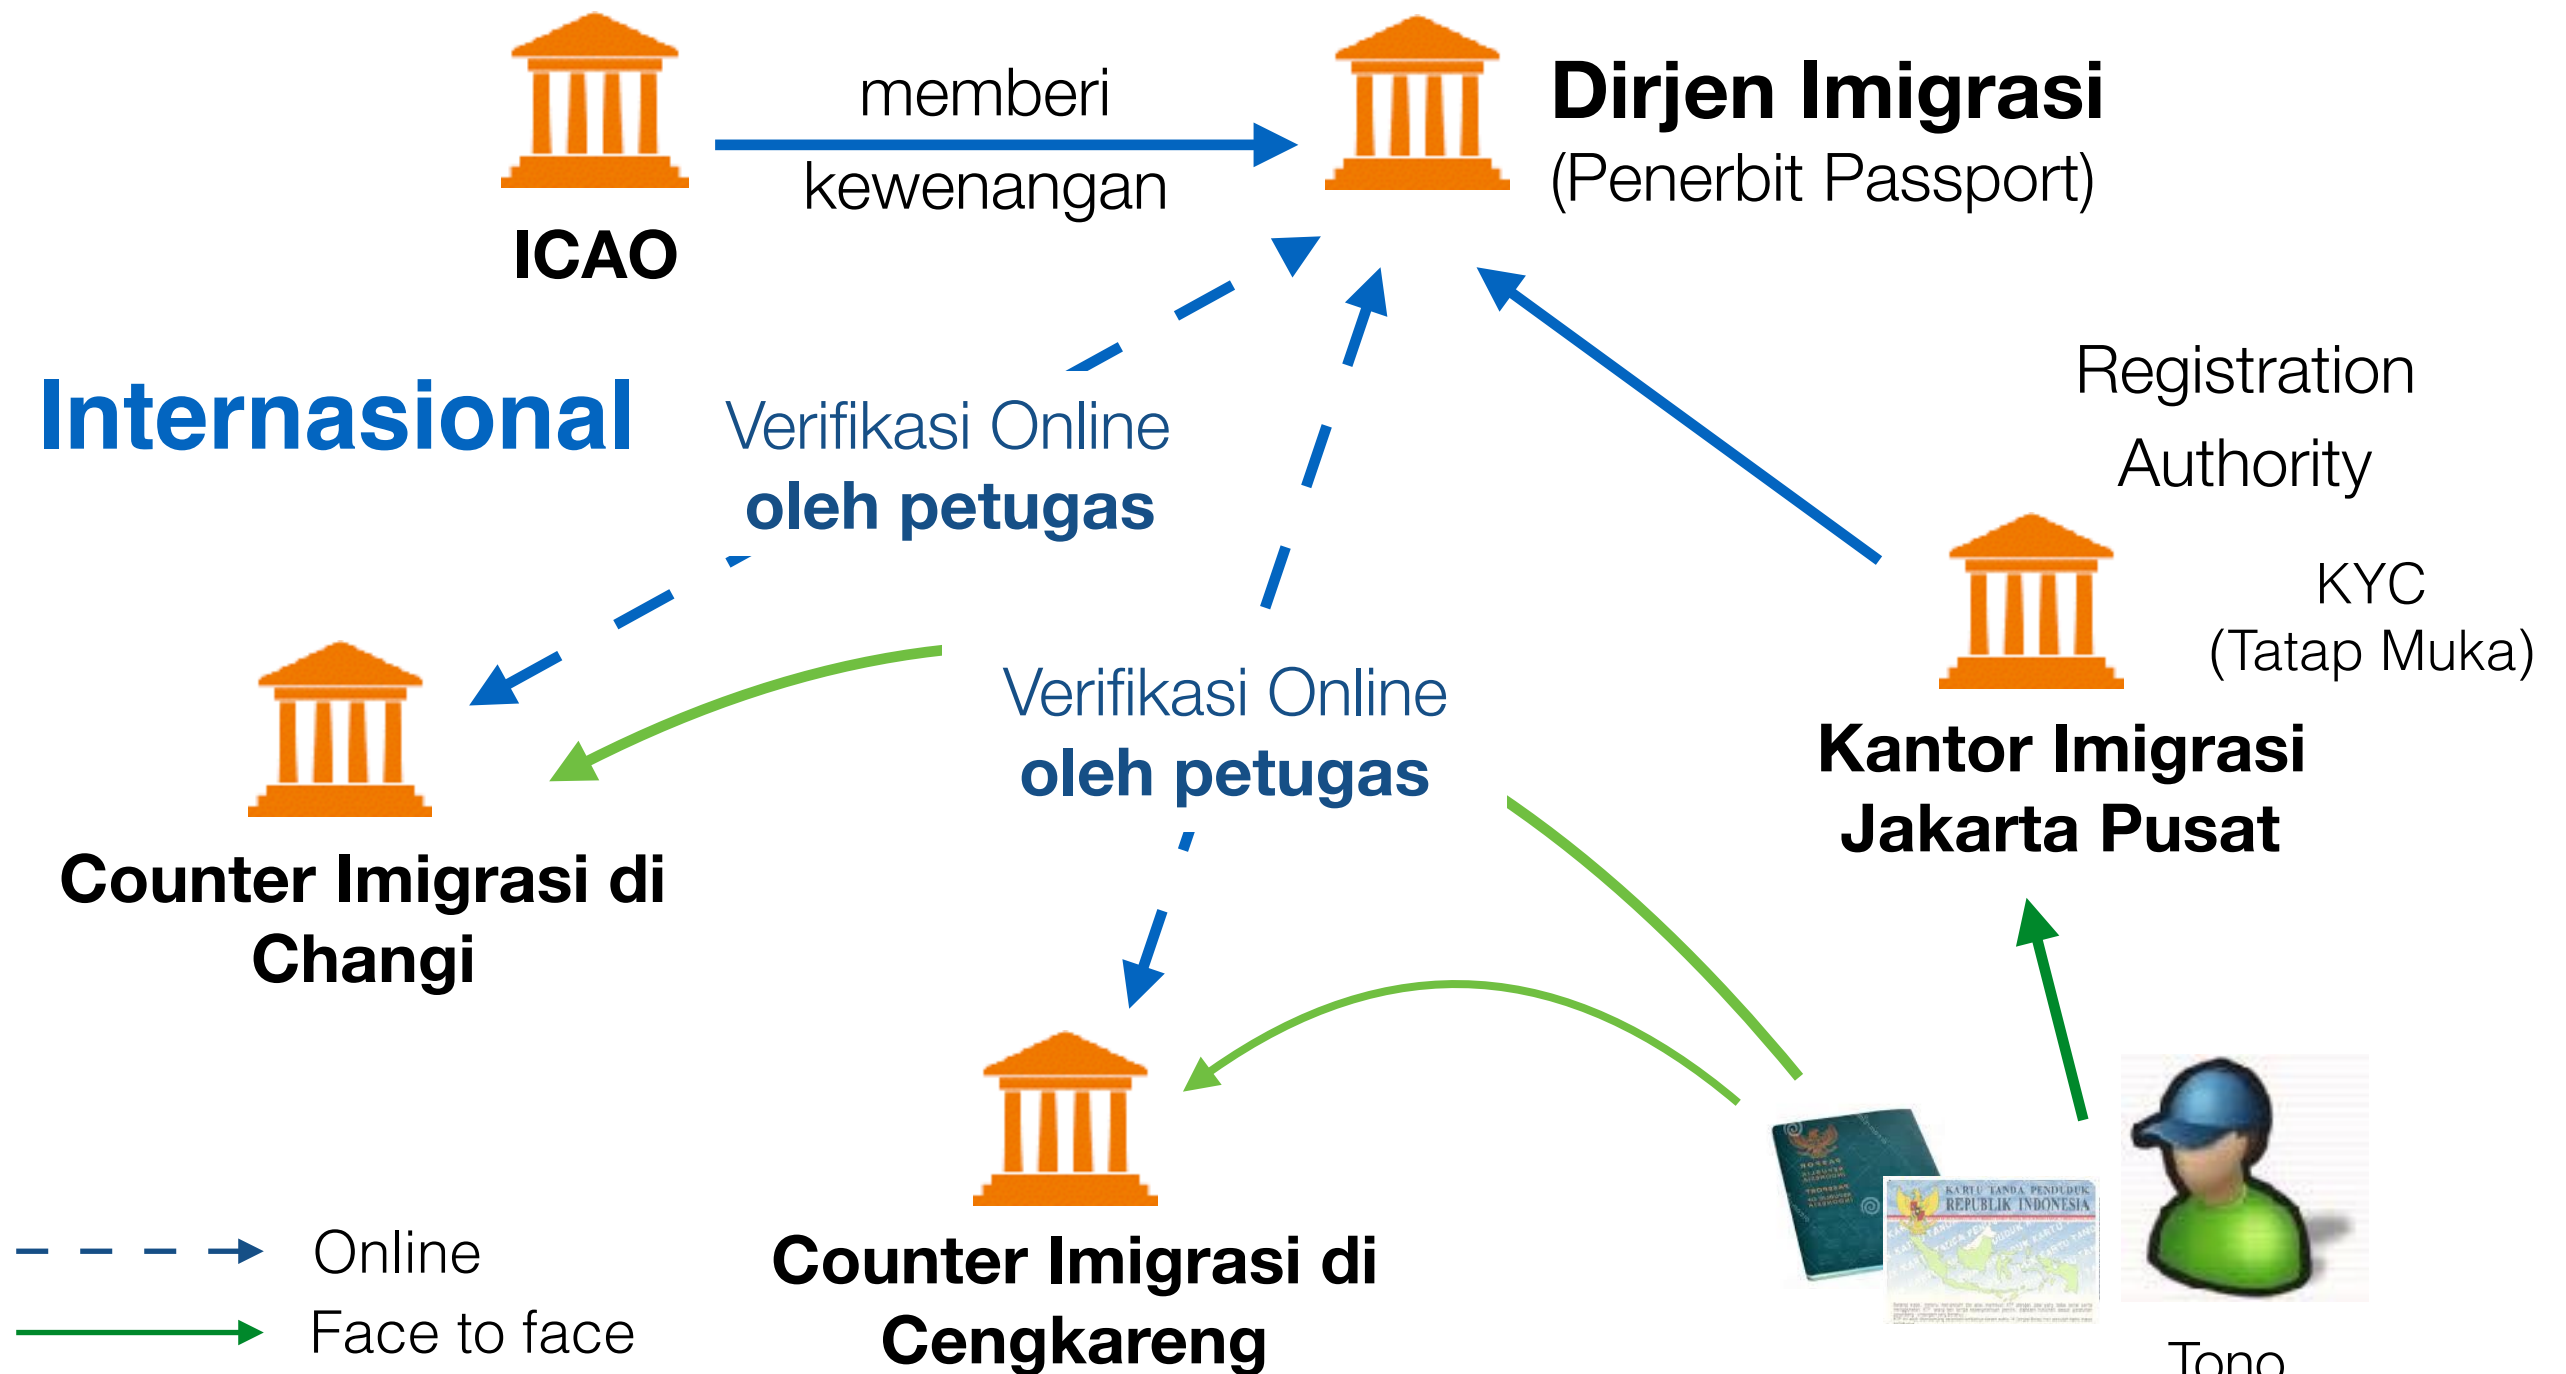 memberi
kewenangan
ICAO
Dirjen Imigrasi
(Penerbit Passport)
Internasional
Verifikasi Online
oleh petugas
Registration
Authority
KYC
(Tatap Muka)
Verifikasi Online
oleh petugas
Kantor Imigrasi
Jakarta Pusat
Counter Imigrasi di
Changi
Counter Imigrasi di
Cengkareng
KARTU TANDA PENDUDUK
REPUBLIK INDONESIA
Online
Face to face
Tono